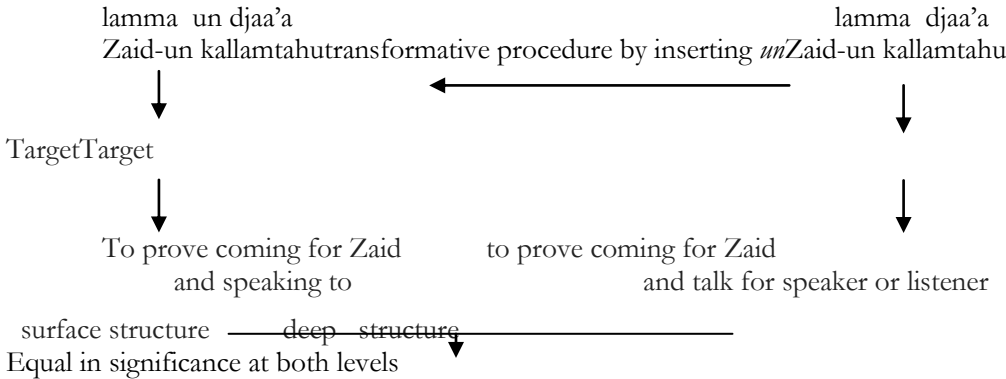 lamma un djaa’a lamma djaa’a
Zaid-un kallamtahutransformative procedure by inserting unZaid-un kallamtahu
TargetTarget
To prove coming for Zaid to prove coming for Zaid
and speaking to and talk for speaker or listener
surface structure deep structure
Equal in significance at both levels